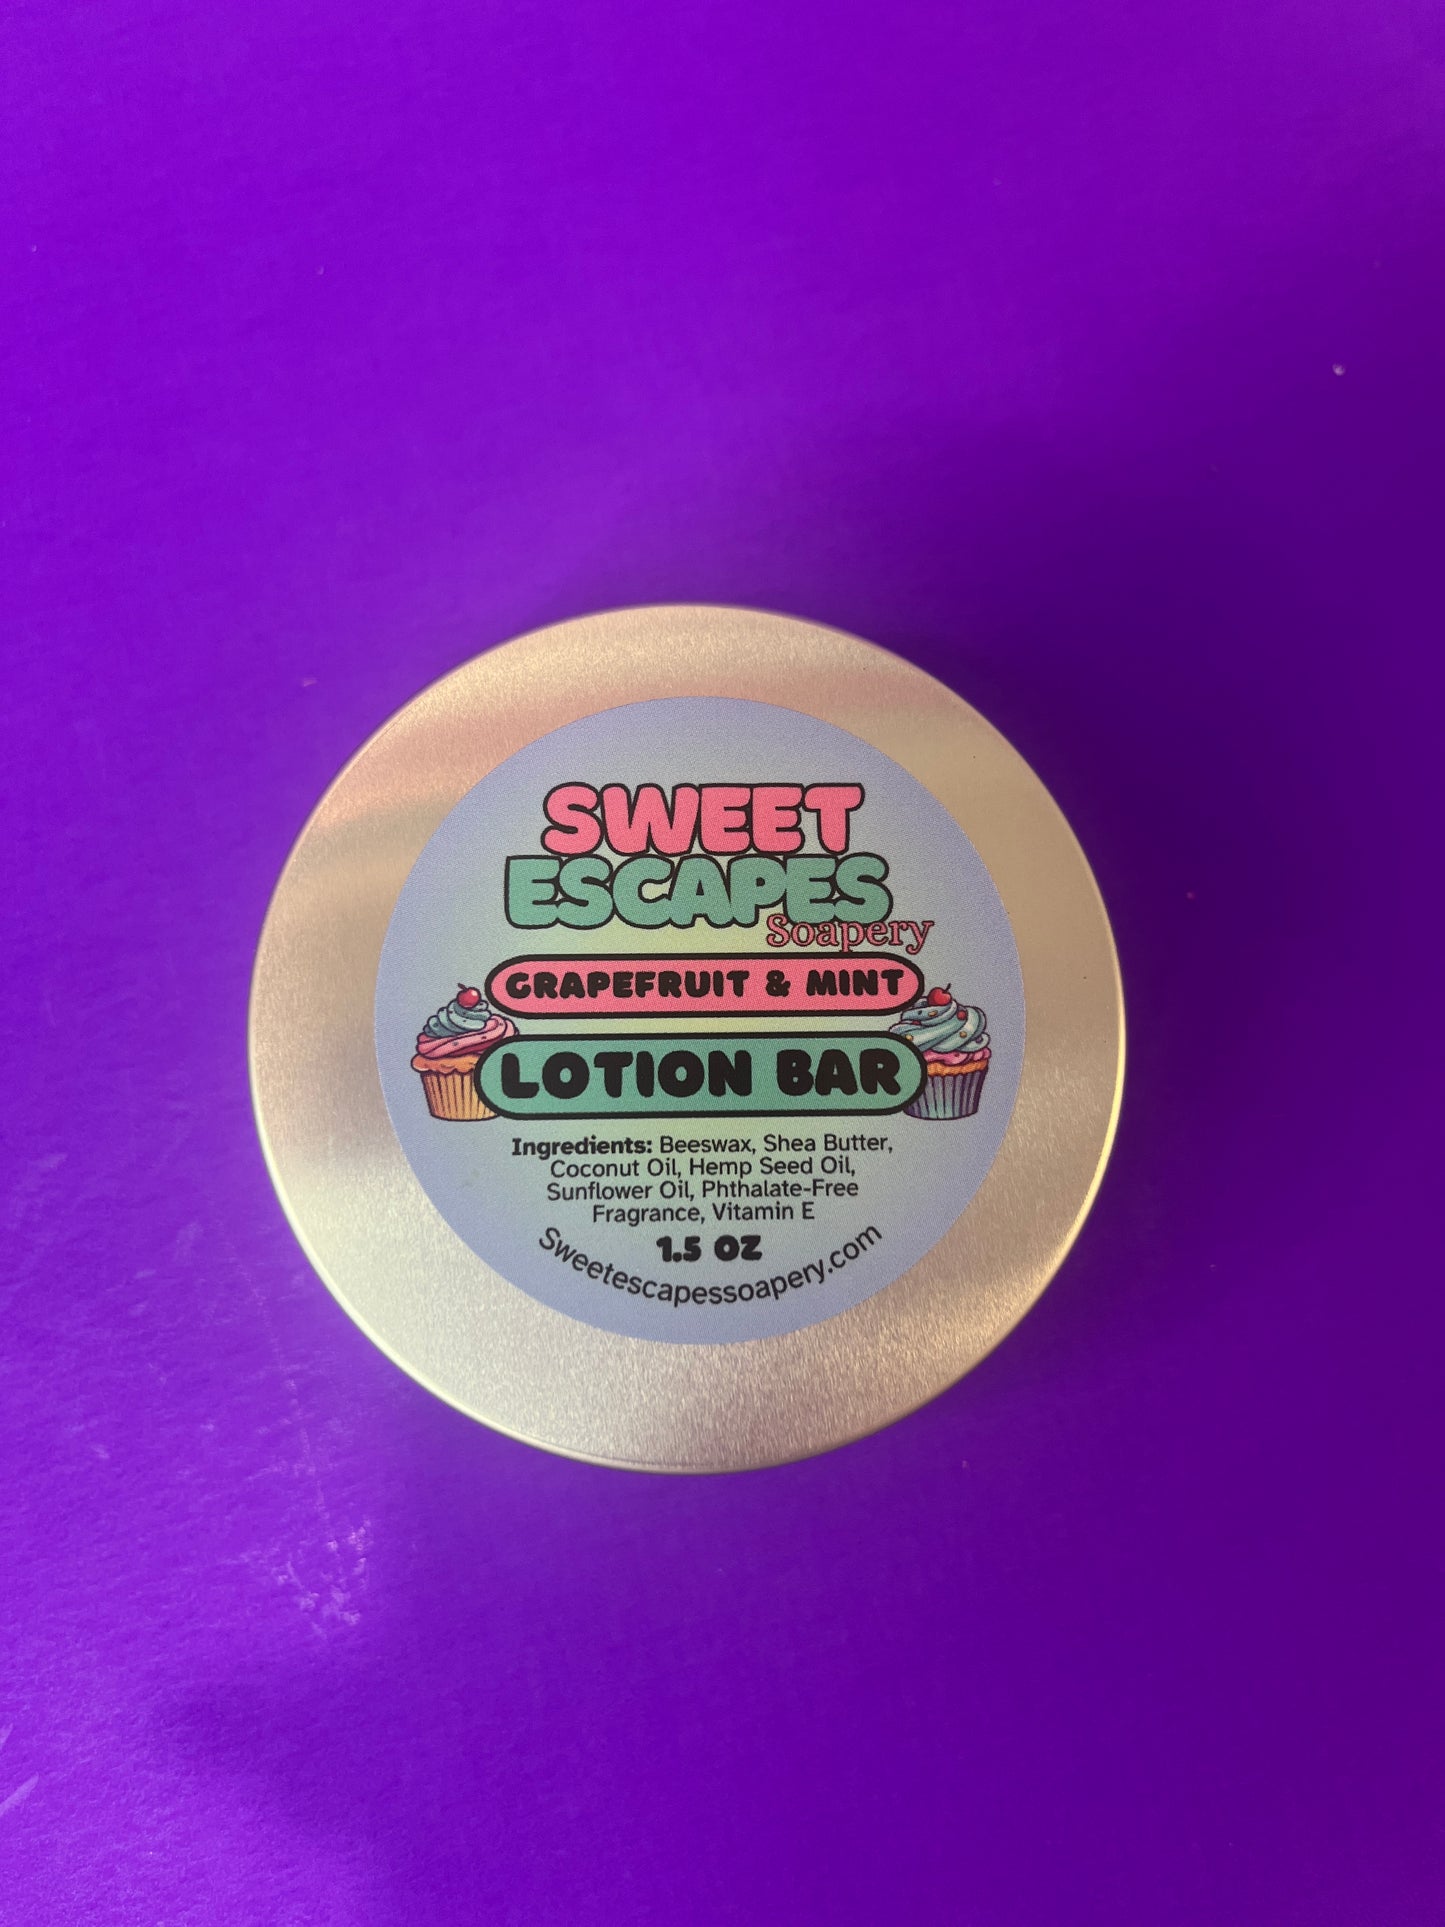 SWEET
ESCAPES
Soapery
GRAPEFRUIT & MINT
LOTION BAR
Ingredients: Beeswax, Shea Butter,
Coconut Oil, Hemp Seed Oil,
Sunflower Oil, Phthalate-Free
Fragrance, Vitamin E
1.5 OZ
Sweetescapessoapery.com